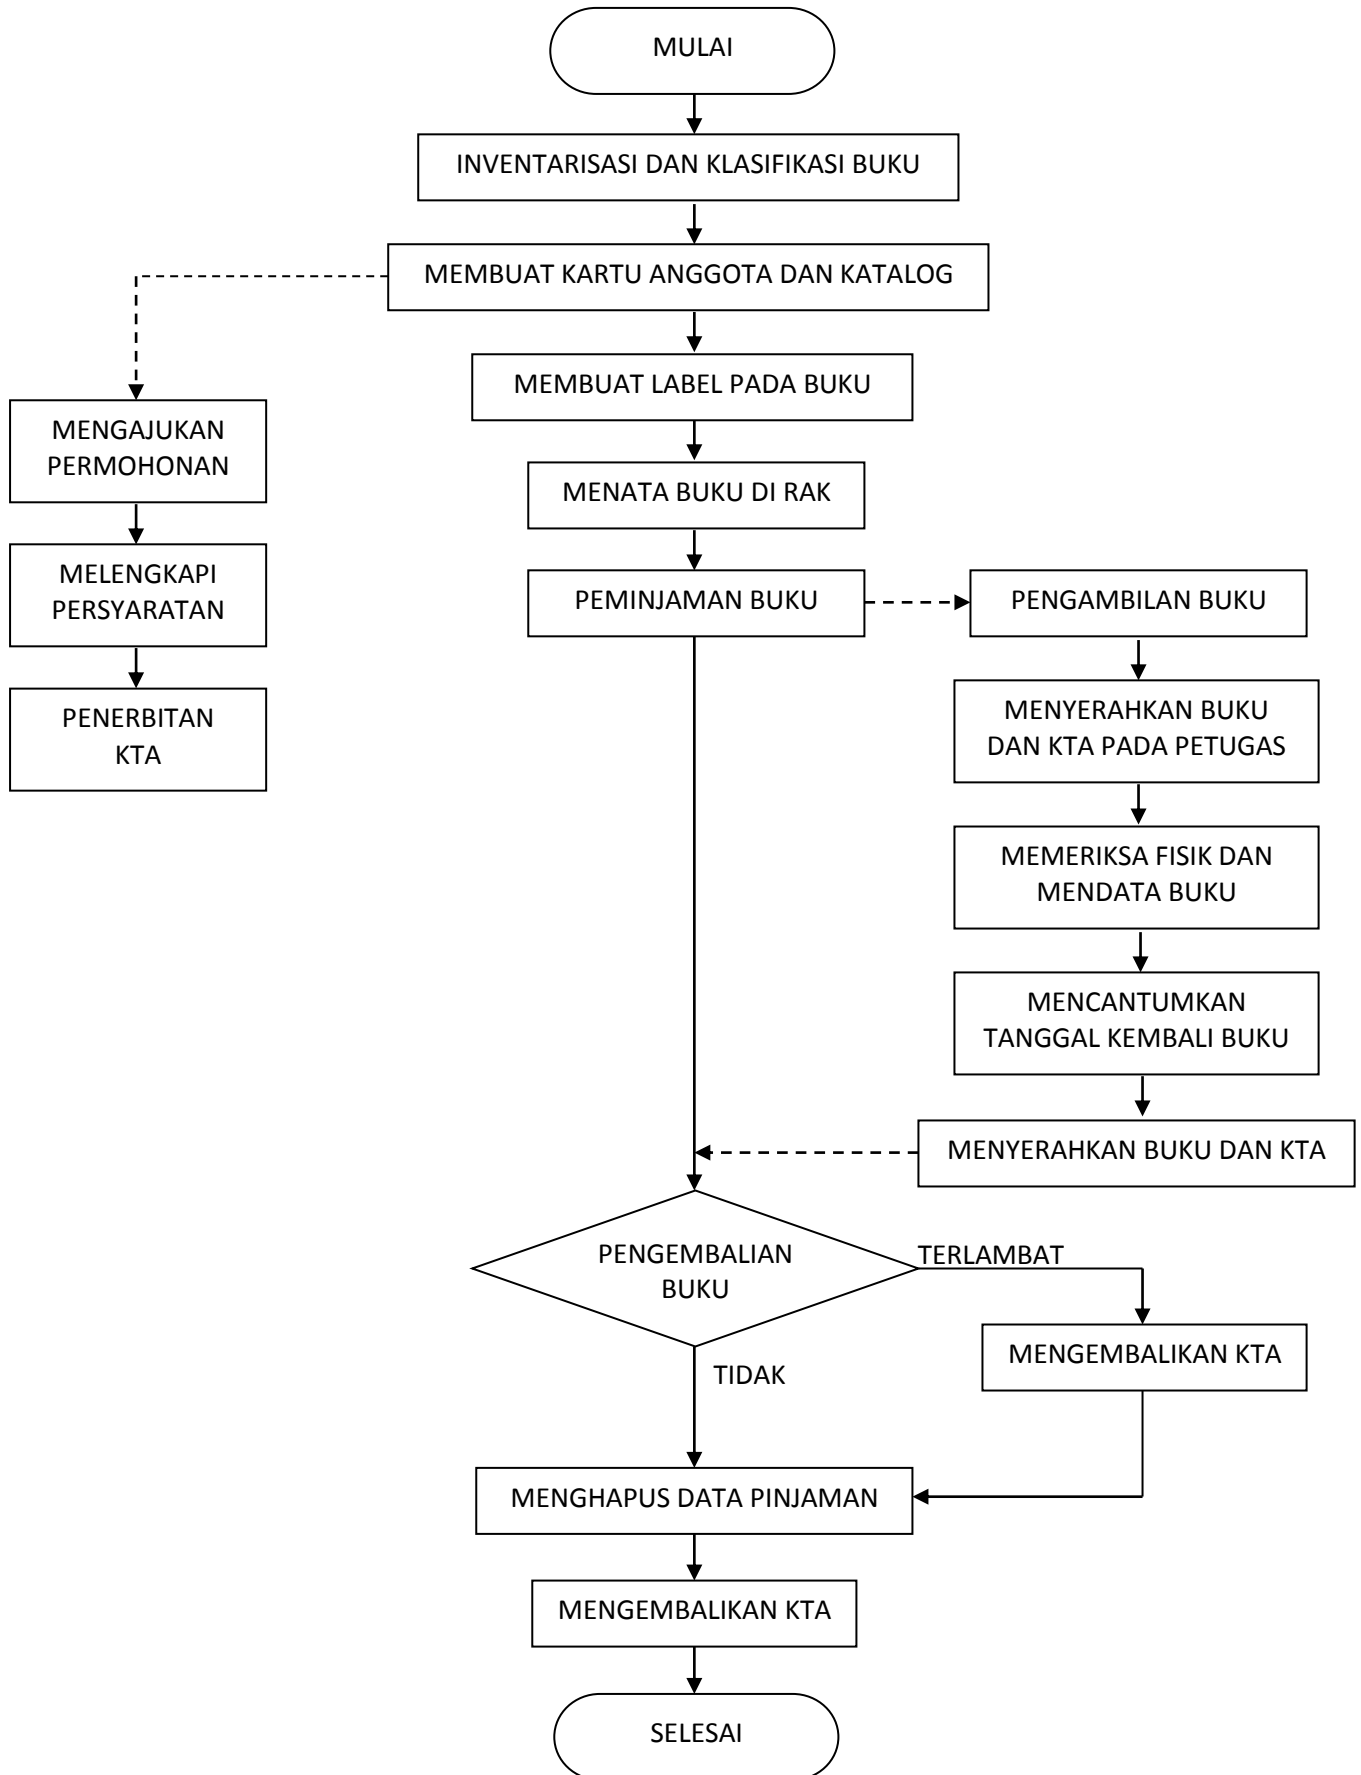 MULAI
INVENTARISASI DAN KLASIFIKASI BUKU
MEMBUAT KARTU ANGGOTA DAN KATALOG
MEMBUAT LABEL PADA BUKU
MENGAJUKAN
PERMOHONAN
MENATA BUKU DI RAK
MELENGKAPI
PERSYARATAN
PEMINJAMAN BUKU
PENGAMBILAN BUKU
PENERBITAN
KTA
MENYERAHKAN BUKU
DAN KTA PADA PETUGAS
MEMERIKSA FISIK DAN
MENDATA BUKU
MENCANTUMKAN
TANGGAL KEMBALI BUKU
MENYERAHKAN BUKU DAN KTA
PENGEMBALIAN
BUKU
TERLAMBAT
MENGEMBALIKAN KTA
TIDAK
MENGHAPUS DATA PINJAMAN
MENGEMBALIKAN KTA
SELESAI